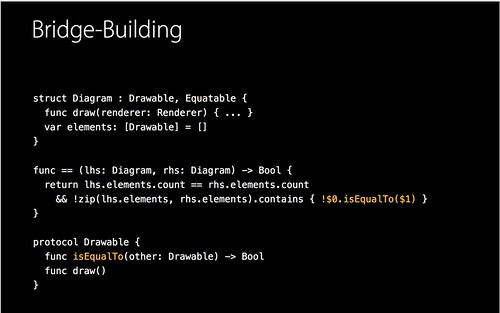 Bridge-Building
struct Diagram : Drawable, Equatable {
  func draw(renderer: Renderer) { ... }
  var elements: [Drawable] = []
}
func == (lhs: Diagram, rhs: Diagram) -> Bool {
  return lhs.elements.count == rhs.elements.count
    && !zip(lhs.elements, rhs.elements).contains { !$0.isEqualTo($1) }
}
protocol Drawable {
  func isEqualTo(other: Drawable) -> Bool
  func draw()
}